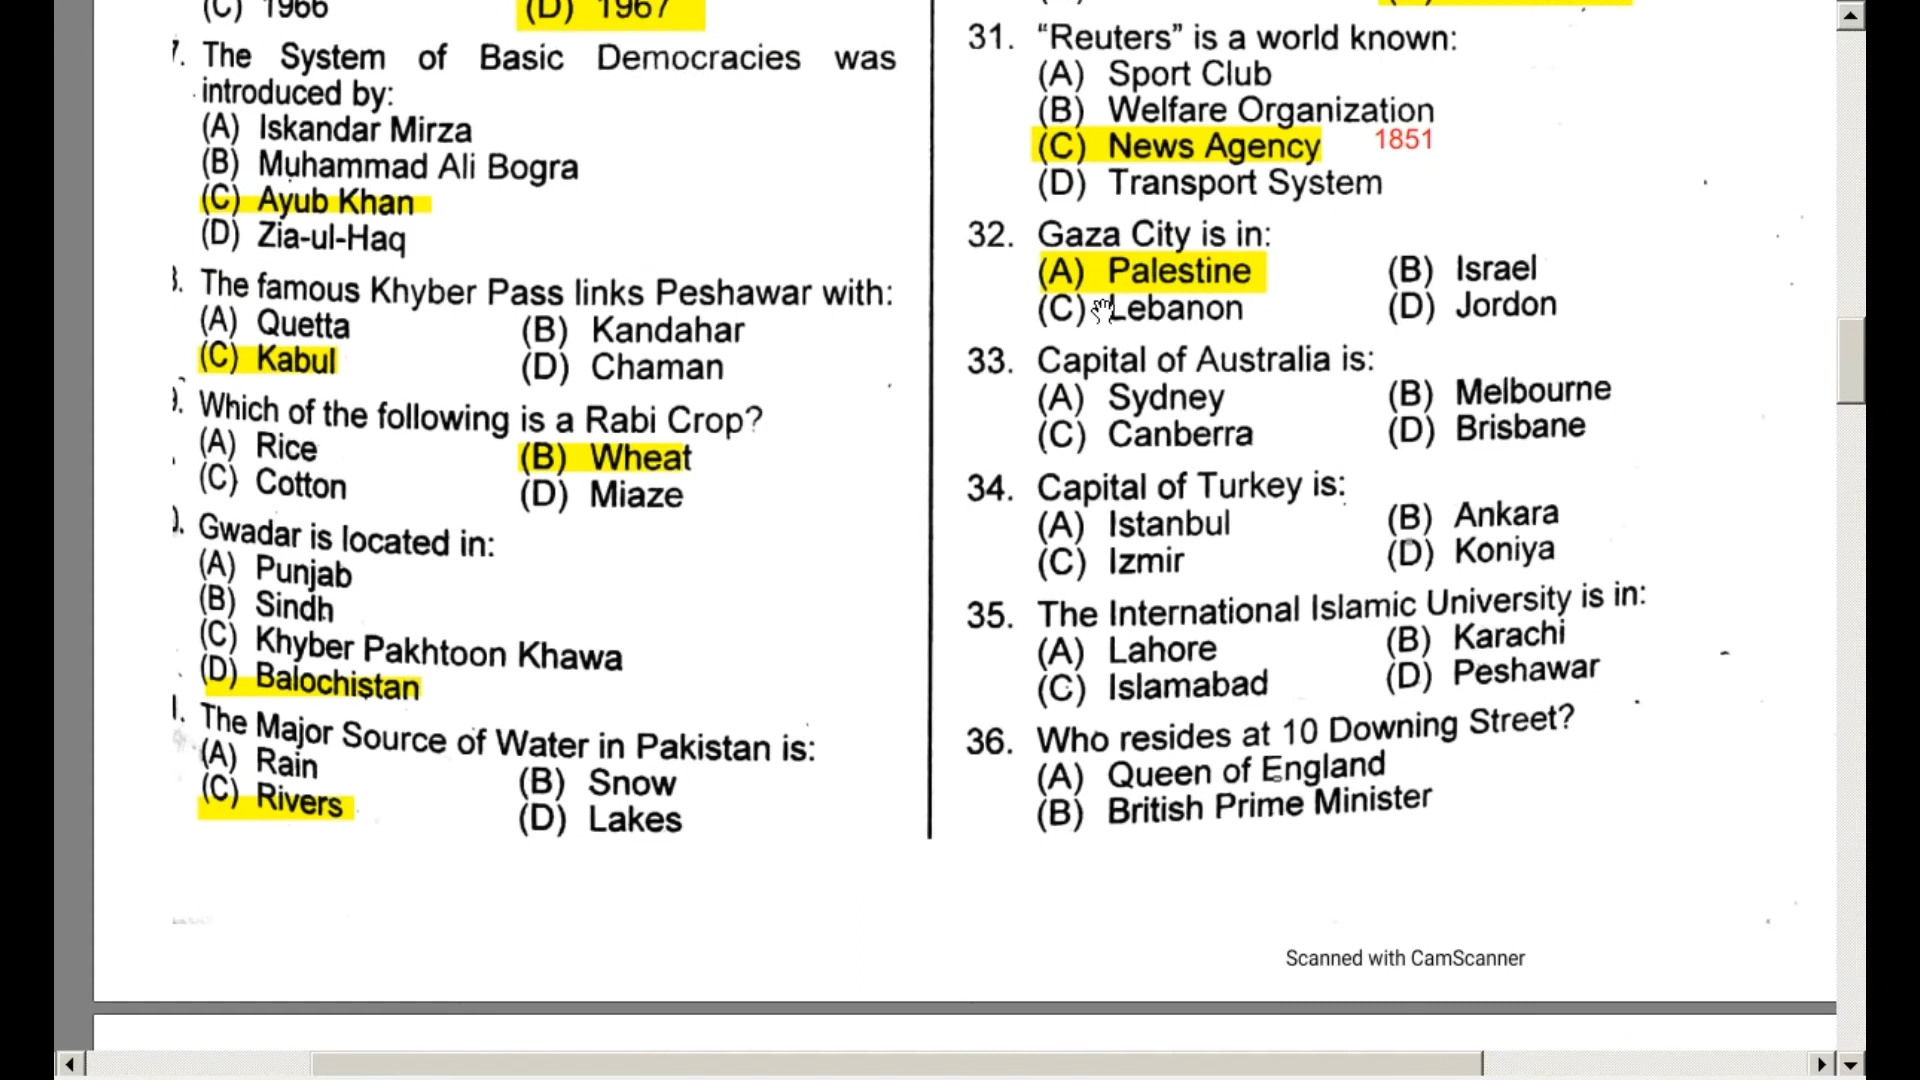 (C) 1966 (D) 1967
7. The System of Basic Democracies was
introduced by:
(A) Iskandar Mirza
(B) Muhammad Ali Bogra
(C) Ayub Khan
(D) Zia-ul-Haq
The famous Khyber Pass links Peshawar with:
(A) Quetta (B) Kandahar
(C) Kabul (D) Chaman
Which of the following is a Rabi Crop?
(A) Rice (B) Wheat
(C) Cotton (D) Miaze
Gwadar is located in:
(A) Punjab
(B) Sindh
(C) Khyber Pakhtoon Khawa
(D) Balochistan
The Major Source of Water in Pakistan is:
(A) Rain (B) Snow
(C) Rivers (D) Lakes
31. “Reuters” is a world known:
(A) Sport Club
(B) Welfare Organization
(C) News Agency 1851
(D) Transport System
32. Gaza City is in:
(A) Palestine (B) Israel
(C) Lebanon (D) Jordon
33. Capital of Australia is:
(A) Sydney (B) Melbourne
(C) Canberra (D) Brisbane
34. Capital of Turkey is:
(A) Istanbul (B) Ankara
(C) Izmir (D) Koniya
35. The International Islamic University is in:
(A) Lahore (B) Karachi
(C) Islamabad (D) Peshawar
36. Who resides at 10 Downing Street?
(A) Queen of England
(B) British Prime Minister
Scanned with CamScanner